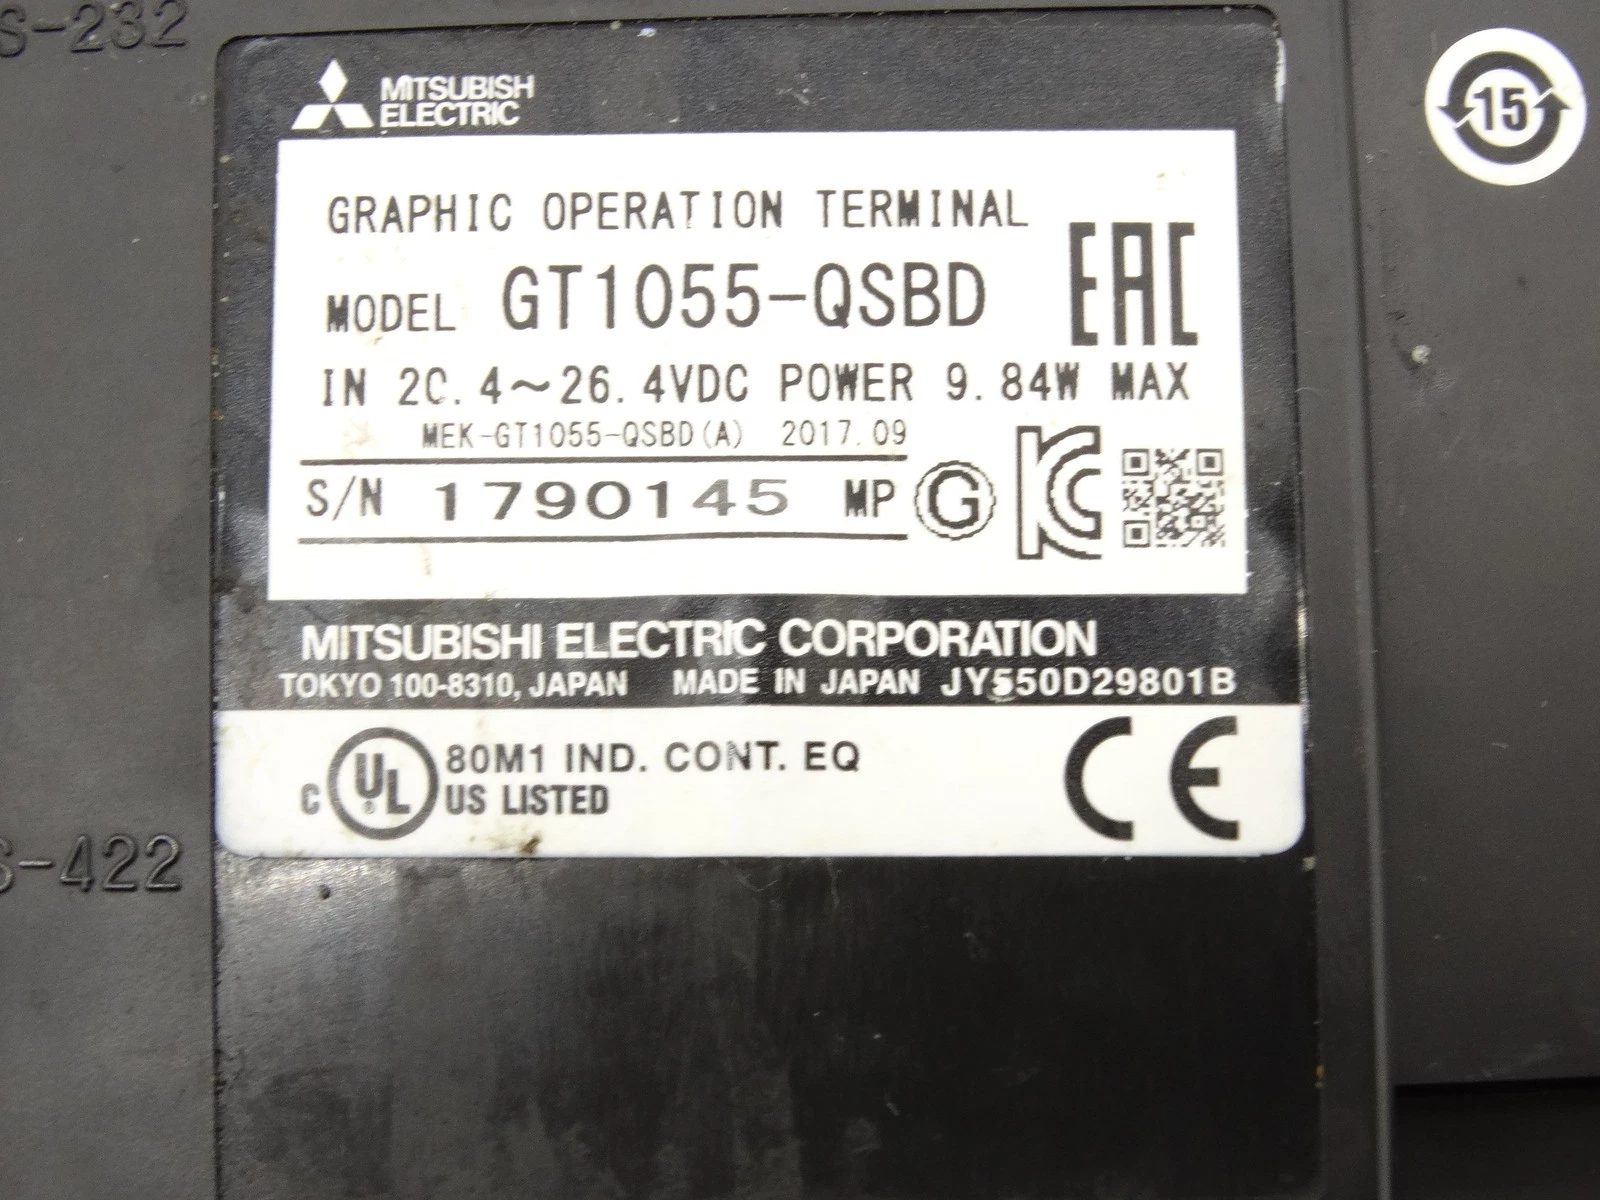 S-232
MITSUBISHI
ELECTRIC
15
GRAPHIC OPERATION TERMINAL
MODEL GT1055-QSBD
EAC
IN 20.4~26.4VDC POWER 9.84W MAX
MEK-GT1055-QSBD(A) 2017.09
S/N 1790145 MP G KC
MITSUBISHI ELECTRIC CORPORATION
TOKYO 100-8310, JAPAN MADE IN JAPAN JY550D29801B
C UL® 80M1 IND. CONT. EQ
US LISTED
CE
S-422